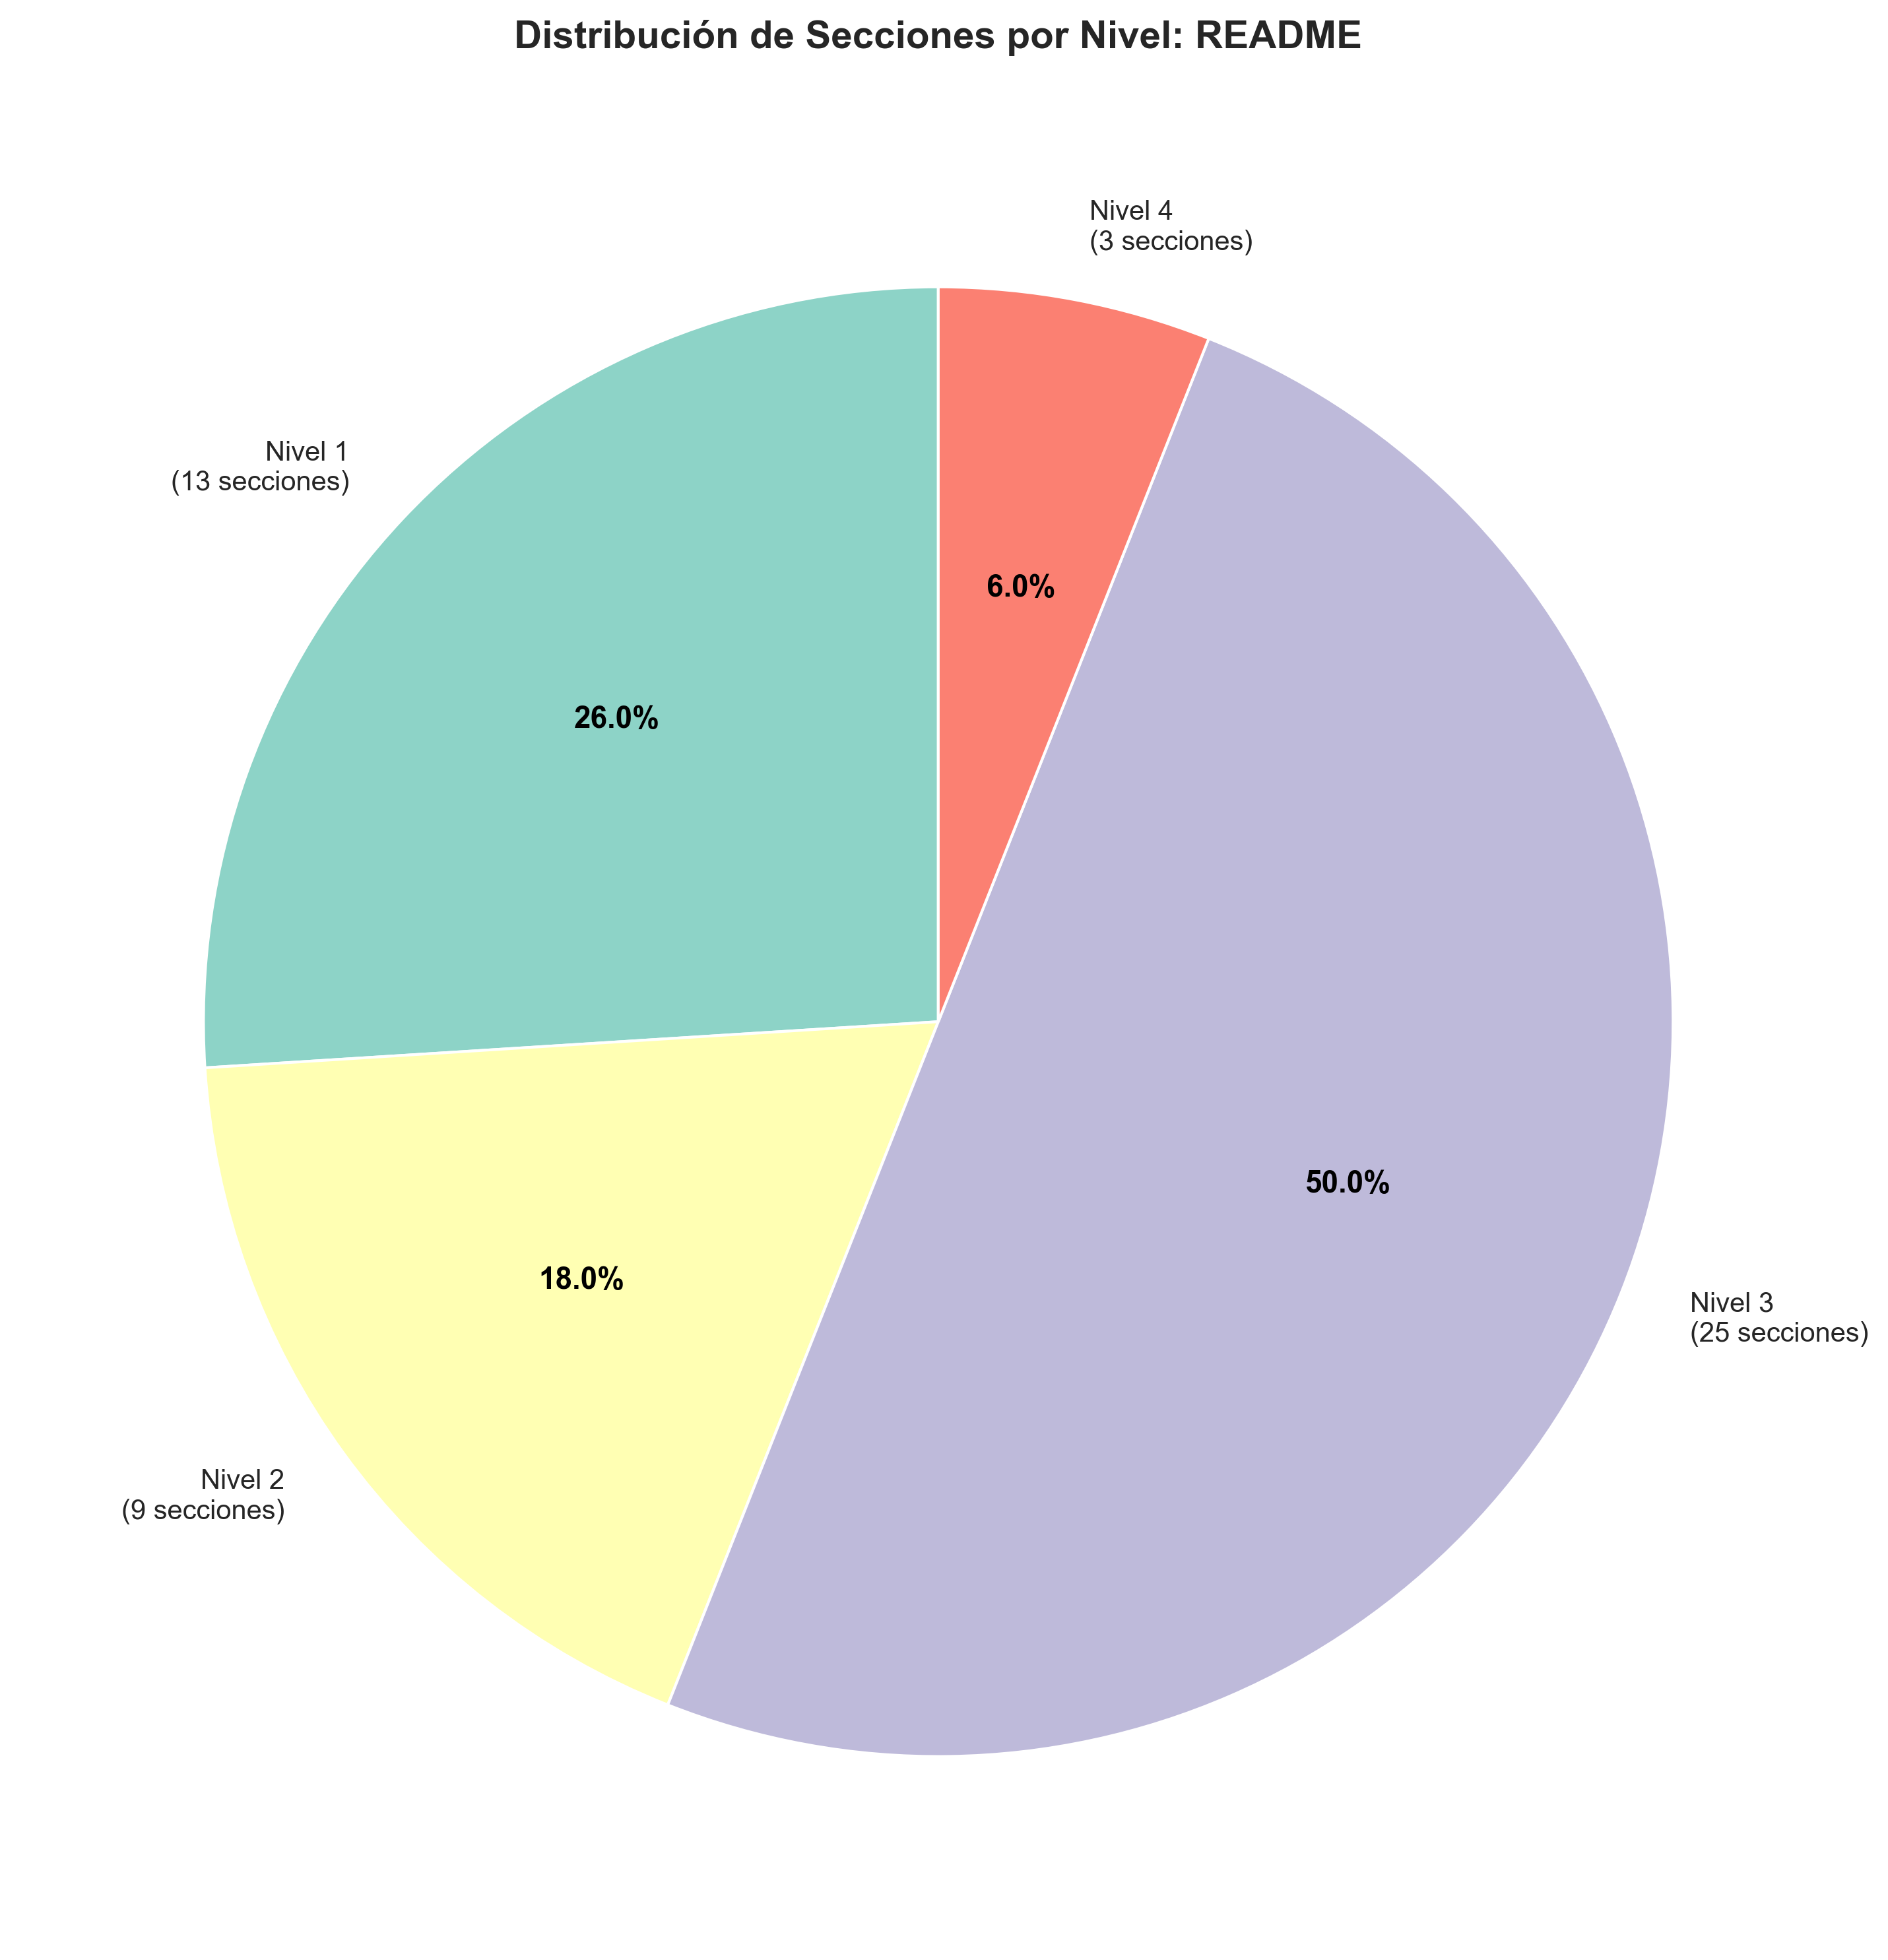 Distribución de Secciones por Nivel: README
Nivel 4
(3 secciones)
Nivel 1
(13 secciones)
6.0%
26.0%
50.0%
18.0%
Nivel 3
(25 secciones)
Nivel 2
(9 secciones)